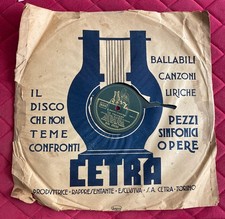 BALLABILI
CANZONI
LIRICHE
IL
DISCO
CHE NON
TEME
CONFRONTI
PEZZI
SINFONICI
OPERE
CETRA
PRODUTTRICE - RAPPRESENTANTE - ESCLUSIVA - S.A. CETRA - TORINO